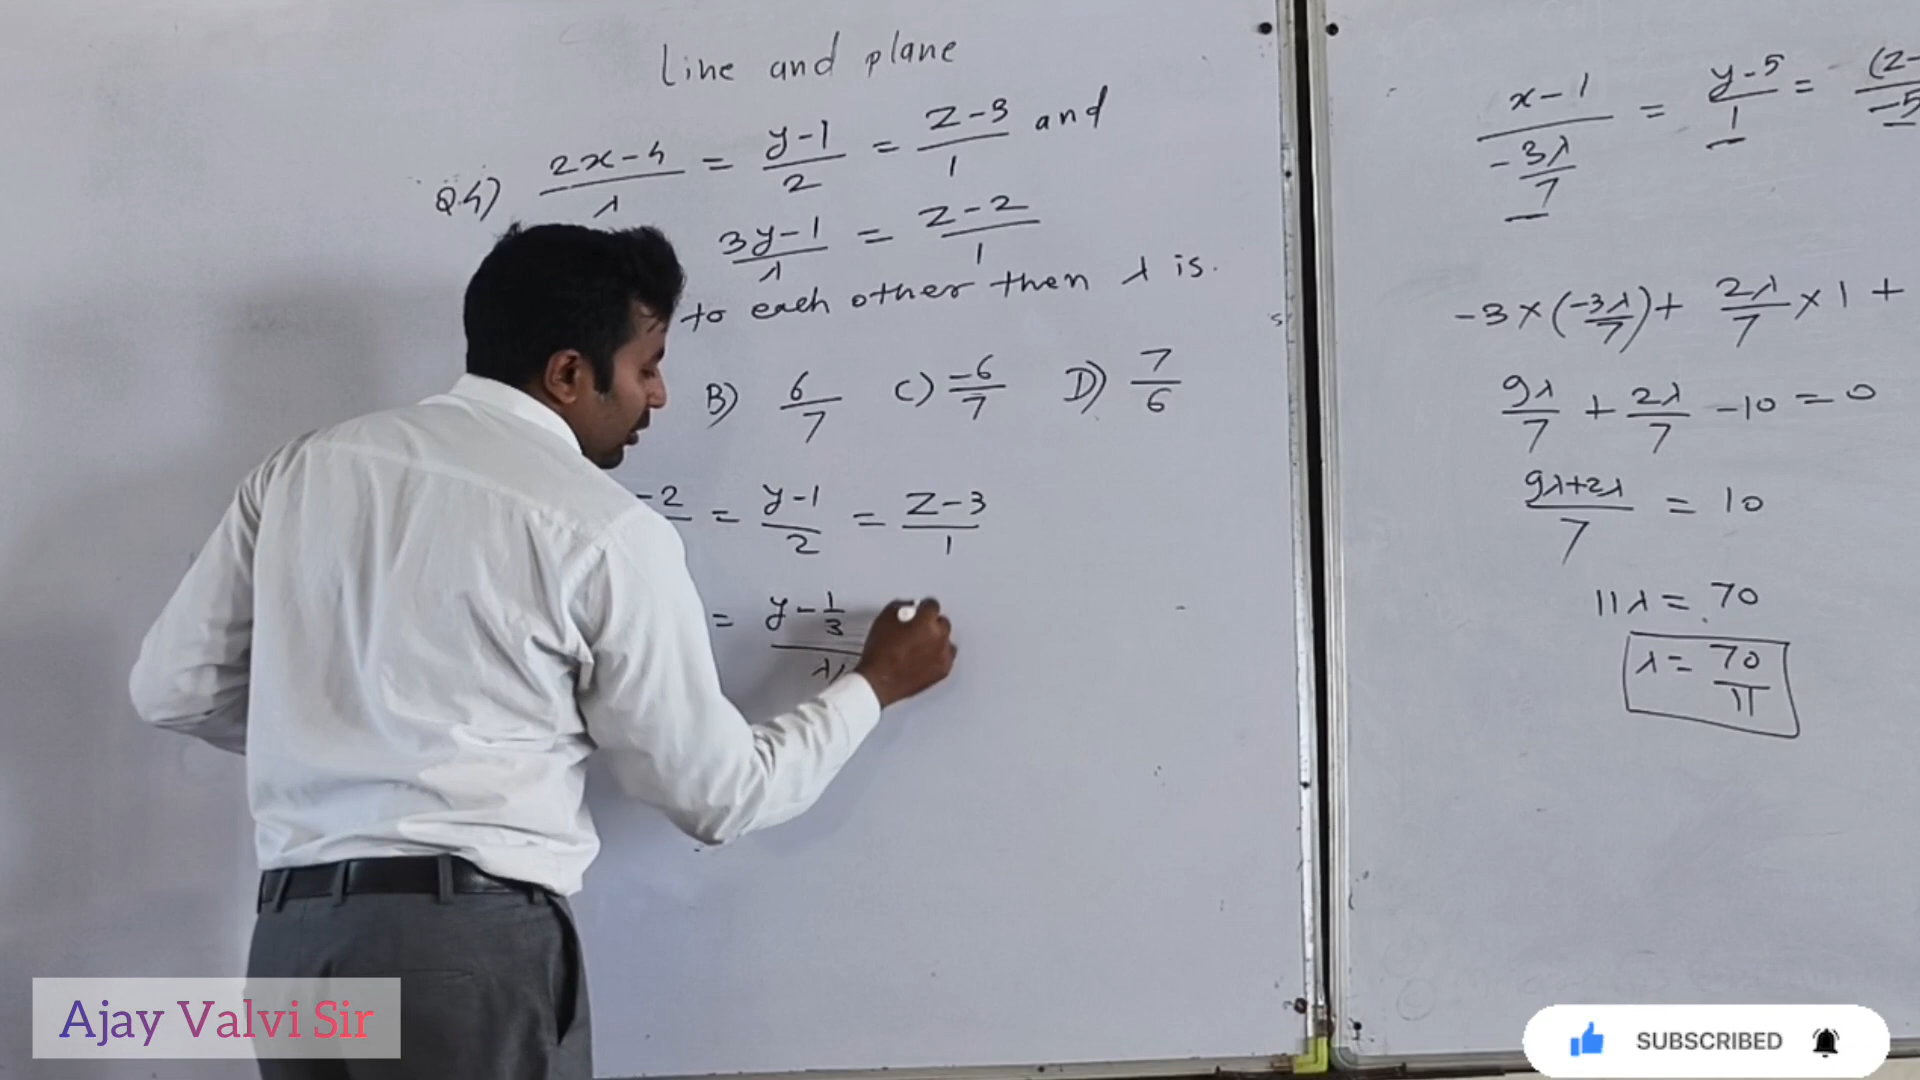 Line and plane
Q.4) (2x-4)/λ = (y-1)/2 = (z-3)/1 and
(3y-1)/λ = (z-2)/1
to each other then λ is.
B) 6/7 C) -6/7 D) 7/6
-2 = (y-1)/2 = (z-3)/1
= (y-1/3)/λ/
(x-1)/(-3λ/7) = (y-5)/1 = (z-/-5
-3×(-3λ/7)+ 2λ/7 ×1 +
9λ/7 + 2λ/7 -10 = 0
(9λ+2λ)/7 = 10
11λ = 70
λ = 70/11
Ajay Valvi Sir
SUBSCRIBED